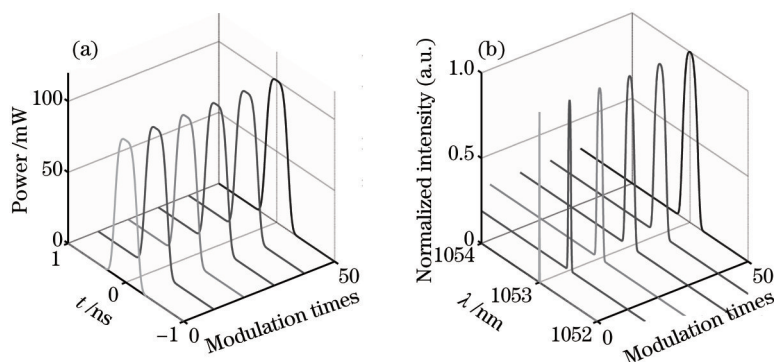 (a)
Power /mW
100
50
0
1
0
−1
t /ns
0
50
Modulation times
(b)
Normalized intensity (a.u.)
1.0
0.5
0
1054
1053
1052
λ /nm
0
50
Modulation times